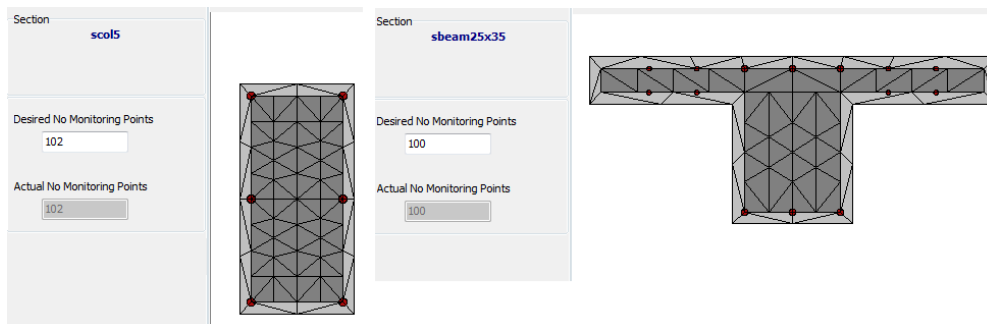 Section
scol5
Desired No Monitoring Points
102
Actual No Monitoring Points
102
Section
sbeam25x35
Desired No Monitoring Points
100
Actual No Monitoring Points
100